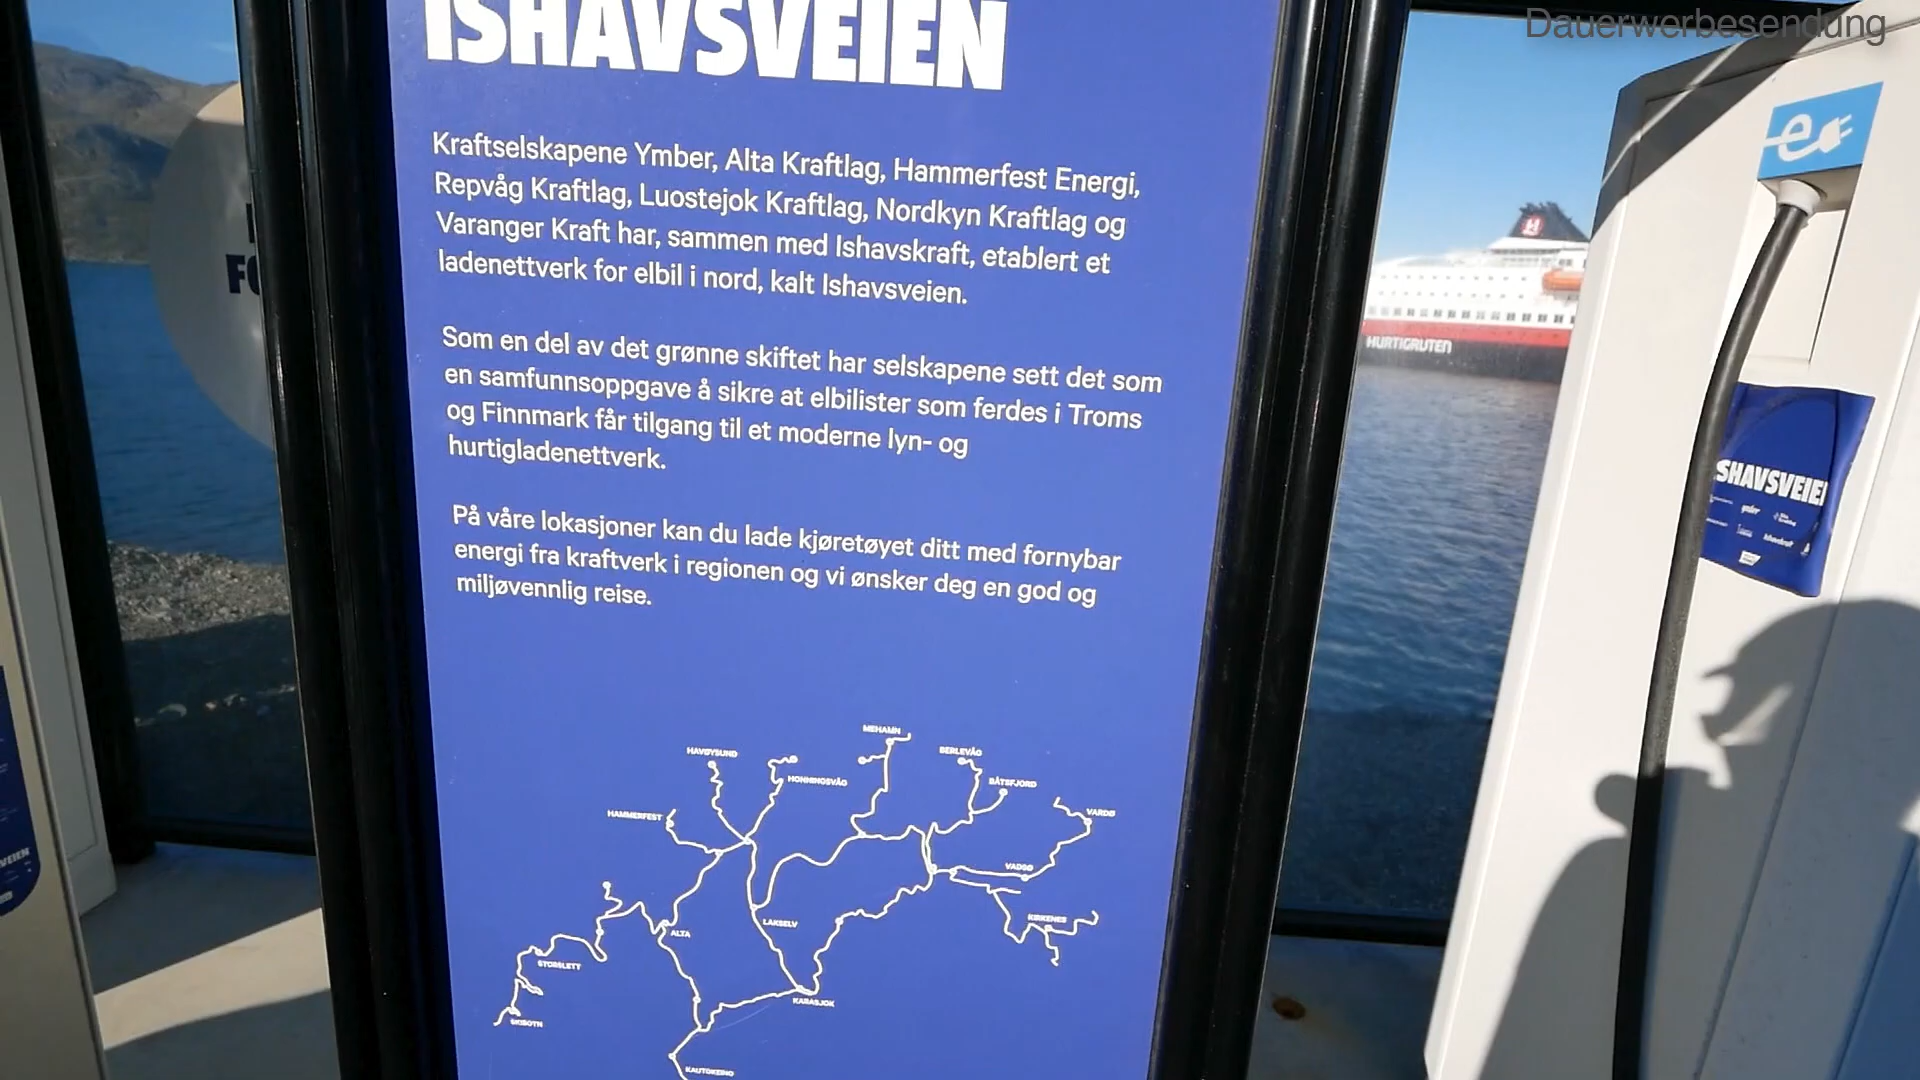 Dauerwerbesendung
ISHAVSVEIEN
Kraftselskapene Ymber, Alta Kraftlag, Hammerfest Energi,
Repvåg Kraftlag, Luostejok Kraftlag, Nordkyn Kraftlag og
Varanger Kraft har, sammen med Ishavskraft, etablert et
ladenettverk for elbil i nord, kalt Ishavsveien.
Som en del av det grønne skiftet har selskapene sett det som
en samfunnsoppgave å sikre at elbilister som ferdes i Troms
og Finnmark får tilgang til et moderne lyn- og
hurtigladenettverk.
På våre lokasjoner kan du lade kjøretøyet ditt med fornybar
energi fra kraftverk i regionen og vi ønsker deg en god og
miljøvennlig reise.
MEHAMN
HAVØYSUND
BERLEVÅG
HONNINGSVÅG
BÅTSFJORD
HAMMERFEST
VARDØ
VADSØ
LAKSELV
KIRKENES
ALTA
STORSLETT
KARASJOK
SKIBOTN
KAUTOKEINO
e
HURTIGRUTEN
SHAVSVEIE
ymber